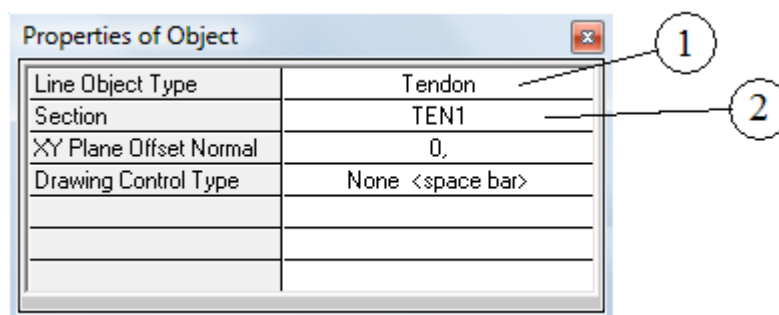 Properties of Object
1
Line Object Type Tendon
Section TEN1
2
XY Plane Offset Normal 0,
Drawing Control Type None <space bar>